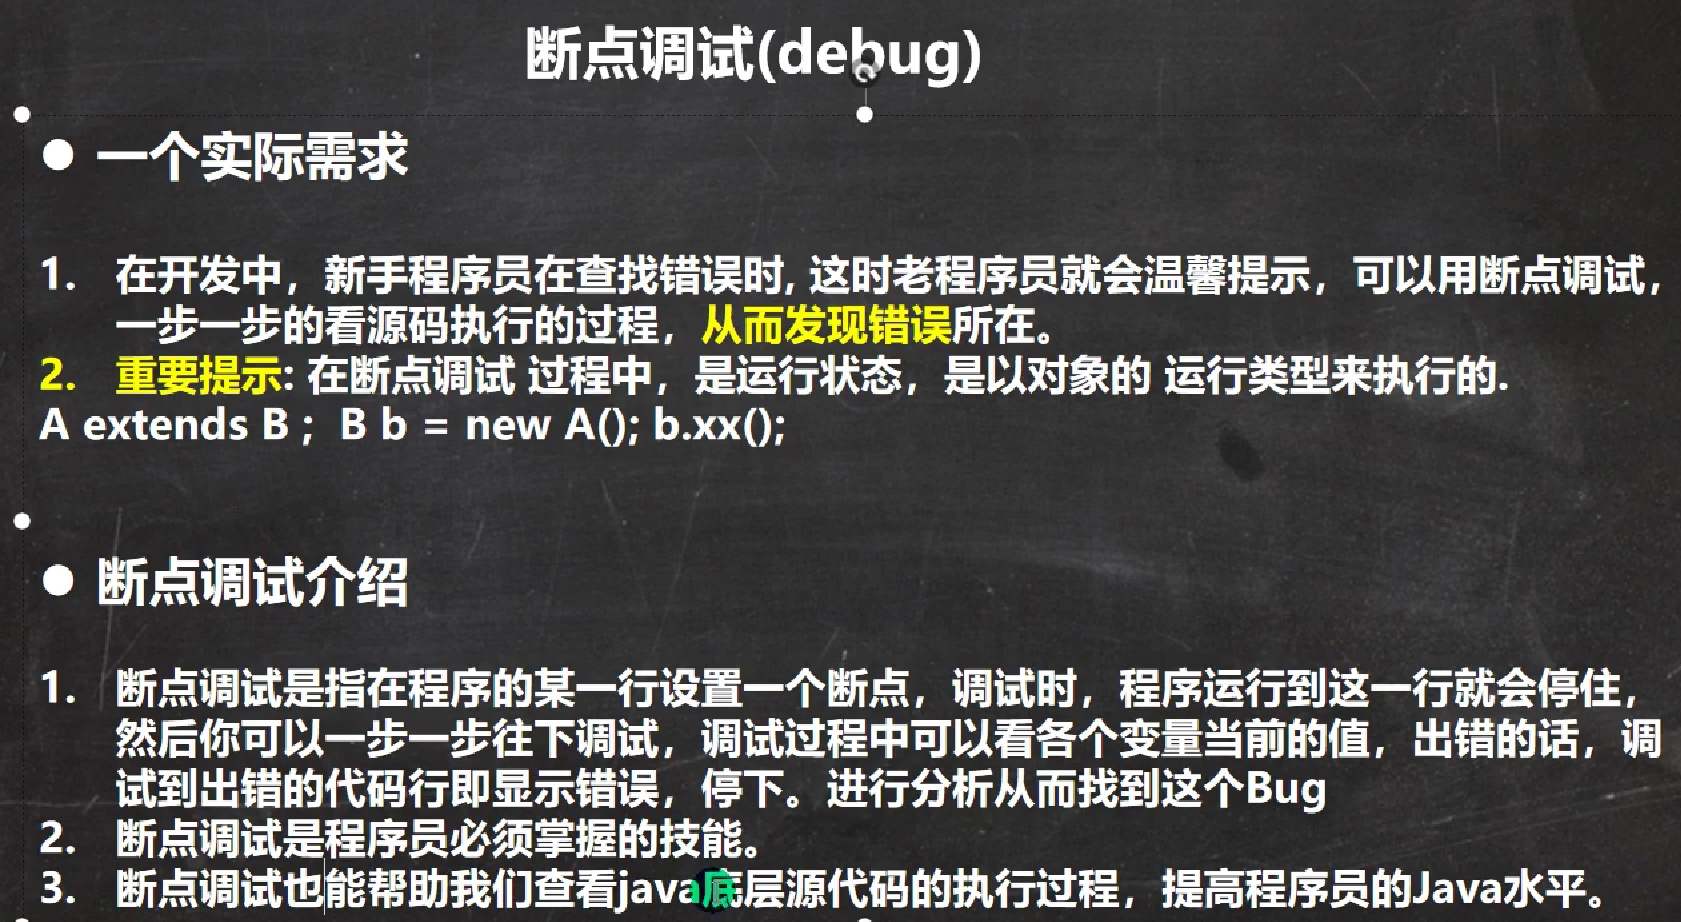 断点调试(debug)
● 一个实际需求
1. 在开发中，新手程序员在查找错误时, 这时老程序员就会温馨提示，可以用断点调试，
一步一步的看源码执行的过程，从而发现错误所在。
2. 重要提示: 在断点调试 过程中，是运行状态，是以对象的 运行类型来执行的.
A extends B ;  B b = new A(); b.xx();
● 断点调试介绍
1. 断点调试是指在程序的某一行设置一个断点，调试时，程序运行到这一行就会停住，
然后你可以一步一步往下调试，调试过程中可以看各个变量当前的值，出错的话，调
试到出错的代码行即显示错误，停下。进行分析从而找到这个Bug
2. 断点调试是程序员必须掌握的技能。
3. 断点调试也能帮助我们查看java底层源代码的执行过程，提高程序员的Java水平。